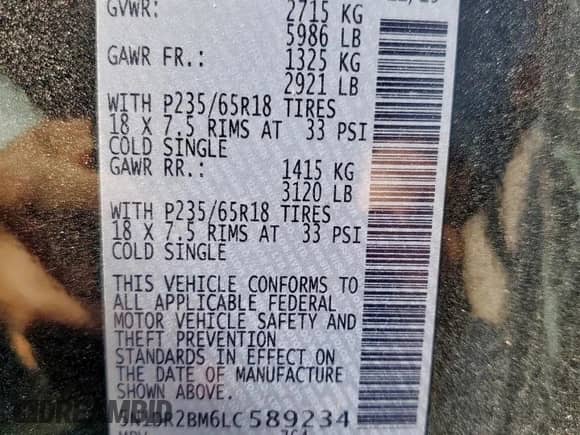 GVWR: 2715 KG
5986 LB
GAWR FR.: 1325 KG
2921 LB
WITH P235/65R18 TIRES
18 X 7.5 RIMS AT 33 PSI
COLD SINGLE
GAWR RR.: 1415 KG
3120 LB
WITH P235/65R18 TIRES
18 X 7.5 RIMS AT 33 PSI
COLD SINGLE
THIS VEHICLE CONFORMS TO
ALL APPLICABLE FEDERAL
MOTOR VEHICLE SAFETY AND
THEFT PREVENTION
STANDARDS IN EFFECT ON
THE DATE OF MANUFACTURE
SHOWN ABOVE.
5N1DR2BM6LC589234